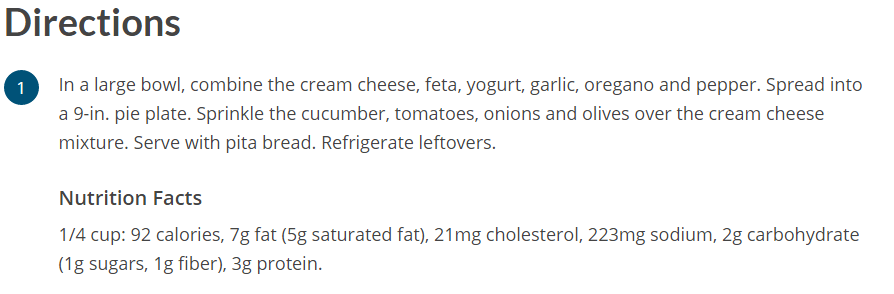 Directions
1
In a large bowl, combine the cream cheese, feta, yogurt, garlic, oregano and pepper. Spread into
a 9-in. pie plate. Sprinkle the cucumber, tomatoes, onions and olives over the cream cheese
mixture. Serve with pita bread. Refrigerate leftovers.
Nutrition Facts
1/4 cup: 92 calories, 7g fat (5g saturated fat), 21mg cholesterol, 223mg sodium, 2g carbohydrate
(1g sugars, 1g fiber), 3g protein.